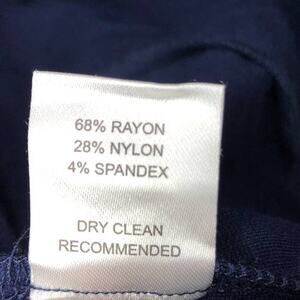 68% RAYON
28% NYLON
4% SPANDEX
DRY CLEAN
RECOMMENDED